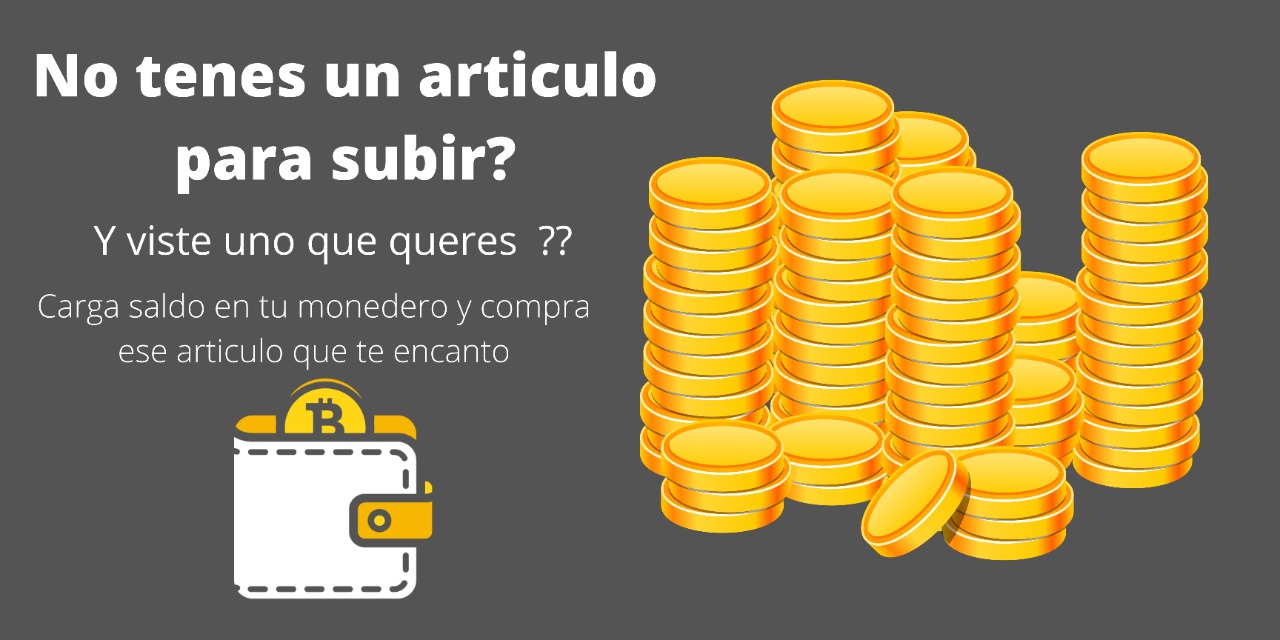 No tenes un articulo
para subir?
Y viste uno que queres  ??
Carga saldo en tu monedero y compra
ese articulo que te encanto